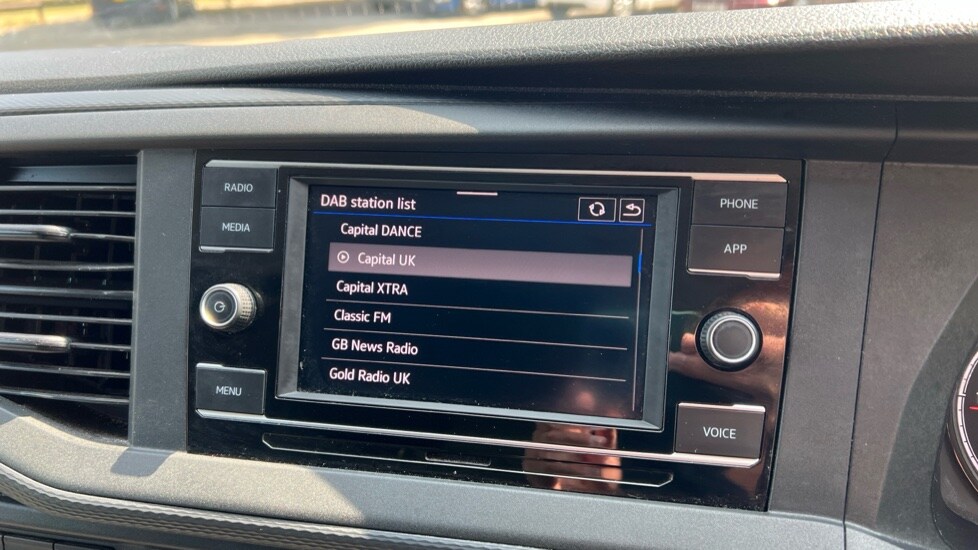 RADIO
MEDIA
MENU
DAB station list
Capital DANCE
Capital UK
Capital XTRA
Classic FM
GB News Radio
Gold Radio UK
PHONE
APP
VOICE